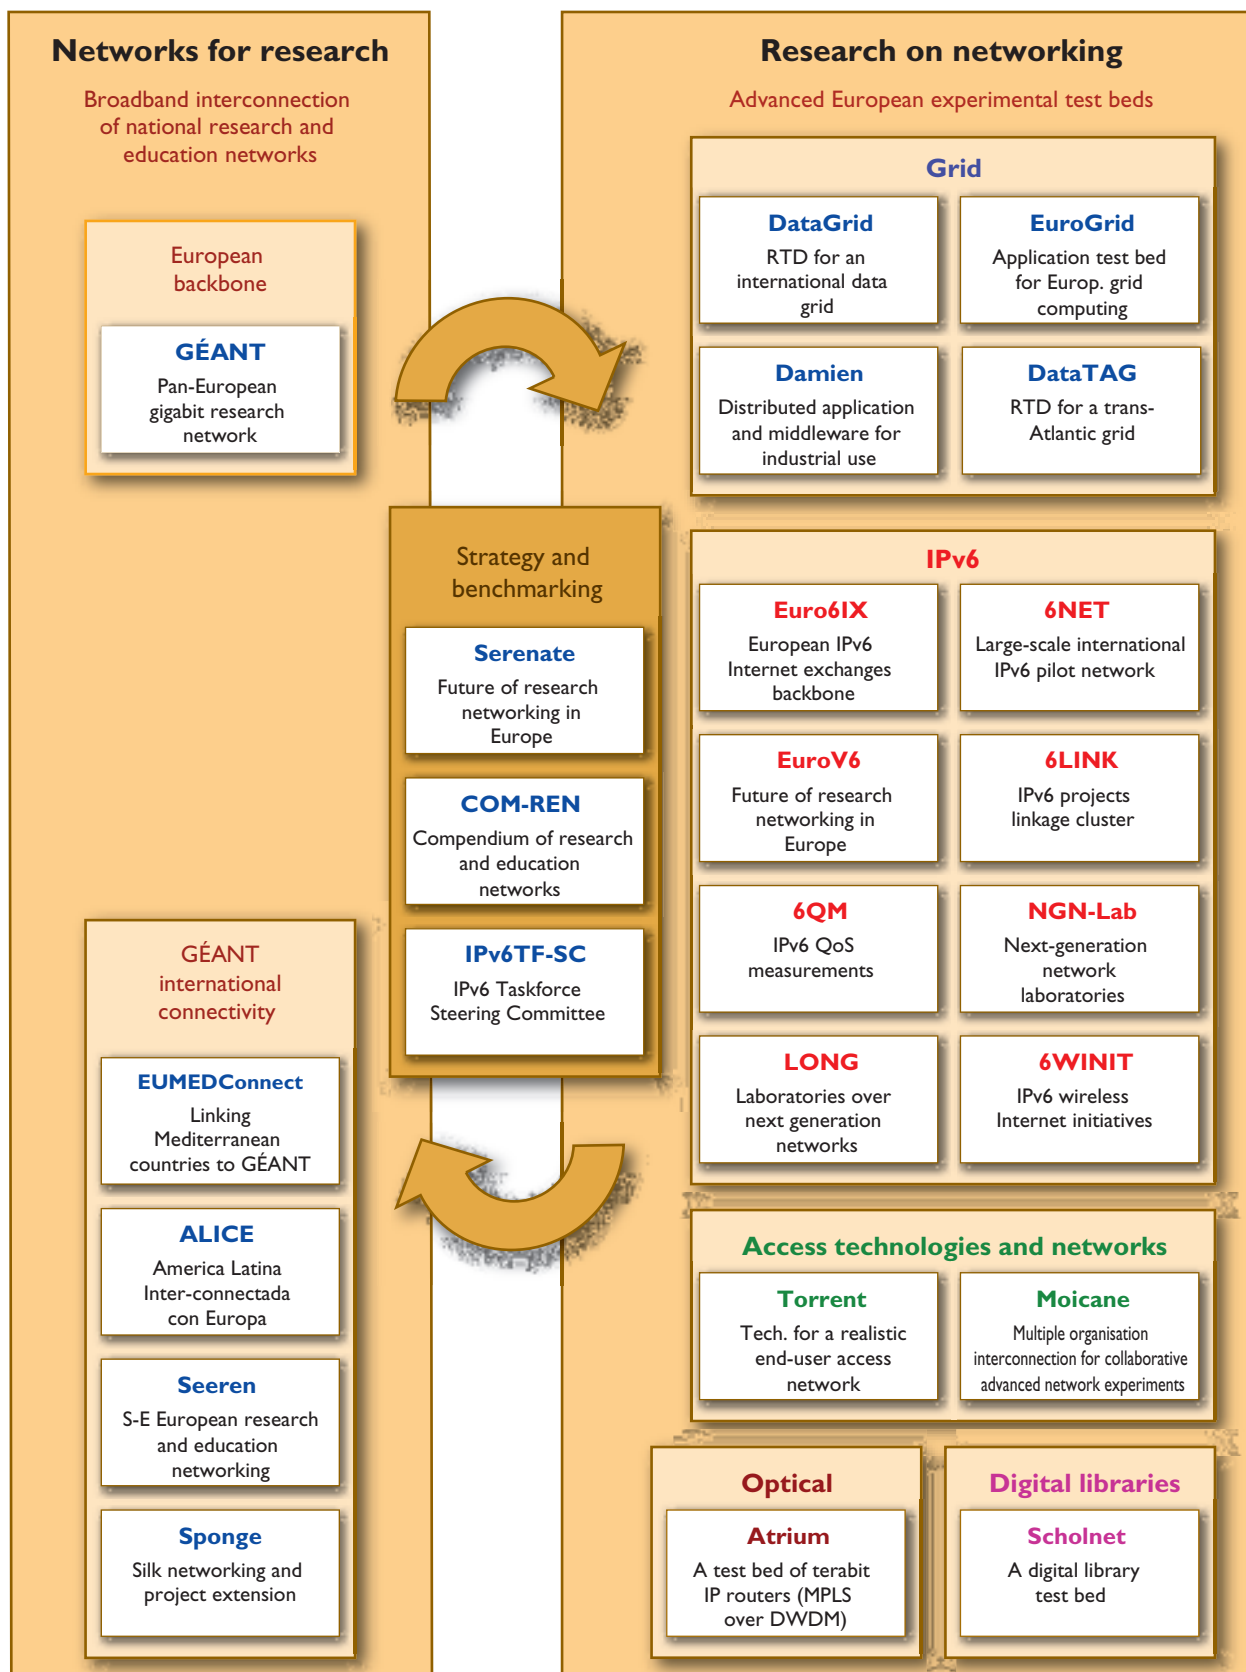 Networks for research
Broadband interconnection
of national research and
education networks
European
backbone
GÉANT
Pan-European
gigabit research
network
GÉANT
international
connectivity
EUMEDConnect
Linking
Mediterranean
countries to GÉANT
ALICE
America Latina
Inter-connectada
con Europa
Seeren
S-E European research
and education
networking
Sponge
Silk networking and
project extension
Strategy and
benchmarking
Serenate
Future of research
networking in
Europe
COM-REN
Compendium of research
and education
networks
IPv6TF-SC
IPv6 Taskforce
Steering Committee
Research on networking
Advanced European experimental test beds
Grid
DataGrid
RTD for an
international data
grid
EuroGrid
Application test bed
for Europ. grid
computing
Damien
Distributed application
and middleware for
industrial use
DataTAG
RTD for a trans-
Atlantic grid
IPv6
Euro6IX
European IPv6
Internet exchanges
backbone
6NET
Large-scale international
IPv6 pilot network
EuroV6
Future of research
networking in
Europe
6LINK
IPv6 projects
linkage cluster
6QM
IPv6 QoS
measurements
NGN-Lab
Next-generation
network
laboratories
LONG
Laboratories over
next generation
networks
6WINIT
IPv6 wireless
Internet initiatives
Access technologies and networks
Torrent
Tech. for a realistic
end-user access
network
Moicane
Multiple organisation
interconnection for collaborative
advanced network experiments
Optical
Atrium
A test bed of terabit
IP routers (MPLS
over DWDM)
Digital libraries
Scholnet
A digital library
test bed